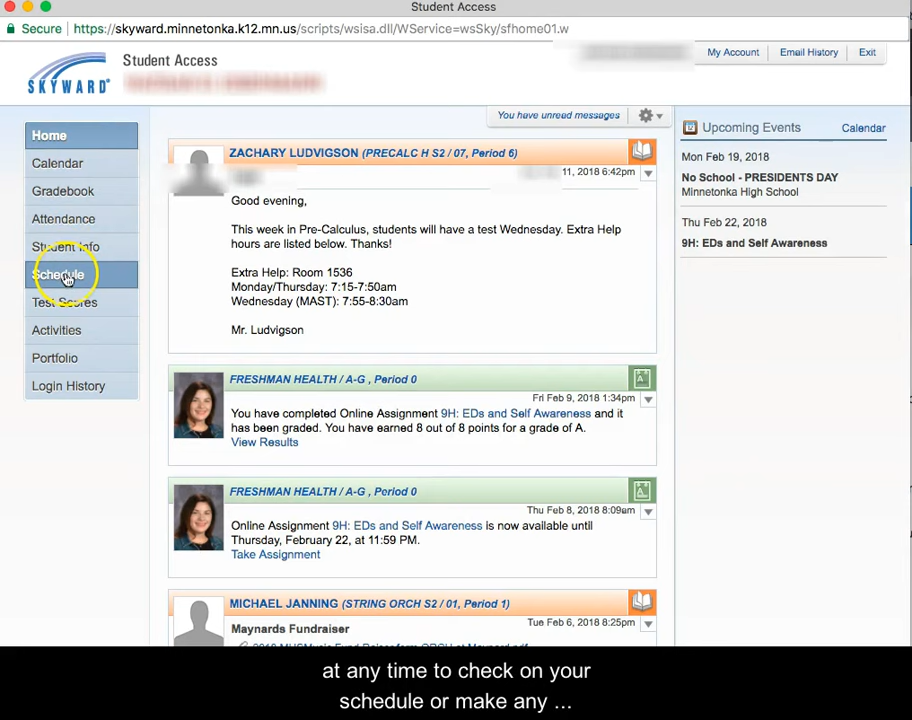 Student Access
Secure https://skyward.minnetonka.k12.mn.us/scripts/wsisa.dll/WService=wsSky/sfhome01.w
SKYWARD
Student Access
My Account Email History Exit
You have unread messages
Home
Calendar
Gradebook
Attendance
Student Info
Schedule
Test Scores
Activities
Portfolio
Login History
ZACHARY LUDVIGSON (PRECALC H S2 / 07, Period 6)
11, 2018 6:42pm
Good evening,
This week in Pre-Calculus, students will have a test Wednesday. Extra Help
hours are listed below. Thanks!
Extra Help: Room 1536
Monday/Thursday: 7:15-7:50am
Wednesday (MAST): 7:55-8:30am
Mr. Ludvigson
FRESHMAN HEALTH / A-G , Period 0
Fri Feb 9, 2018 1:34pm
You have completed Online Assignment 9H: EDs and Self Awareness and it
has been graded. You have earned 8 out of 8 points for a grade of A.
View Results
FRESHMAN HEALTH / A-G , Period 0
Thu Feb 8, 2018 8:09am
Online Assignment 9H: EDs and Self Awareness is now available until
Thursday, February 22, at 11:59 PM.
Take Assignment
MICHAEL JANNING (STRING ORCH S2 / 01, Period 1)
Tue Feb 6, 2018 8:25pm
Maynards Fundraiser
Upcoming Events Calendar
Mon Feb 19, 2018
No School - PRESIDENTS DAY
Minnetonka High School
Thu Feb 22, 2018
9H: EDs and Self Awareness
at any time to check on your
schedule or make any ...